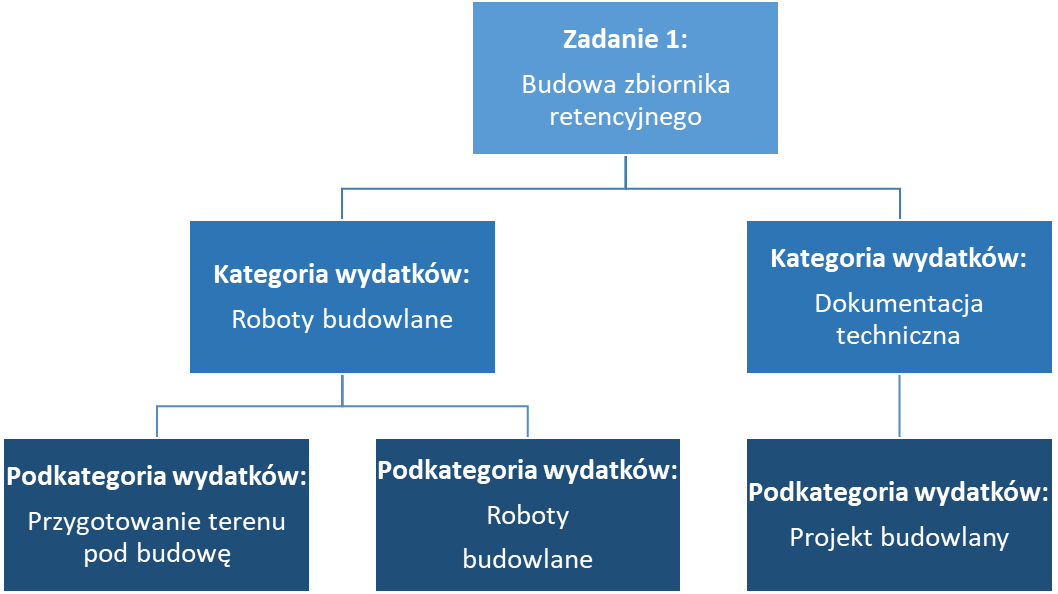 Zadanie 1:
Budowa zbiornika
retencyjnego
Kategoria wydatków:
Roboty budowlane
Kategoria wydatków:
Dokumentacja
techniczna
Podkategoria wydatków:
Przygotowanie terenu
pod budowę
Podkategoria wydatków:
Roboty
budowlane
Podkategoria wydatków:
Projekt budowlany